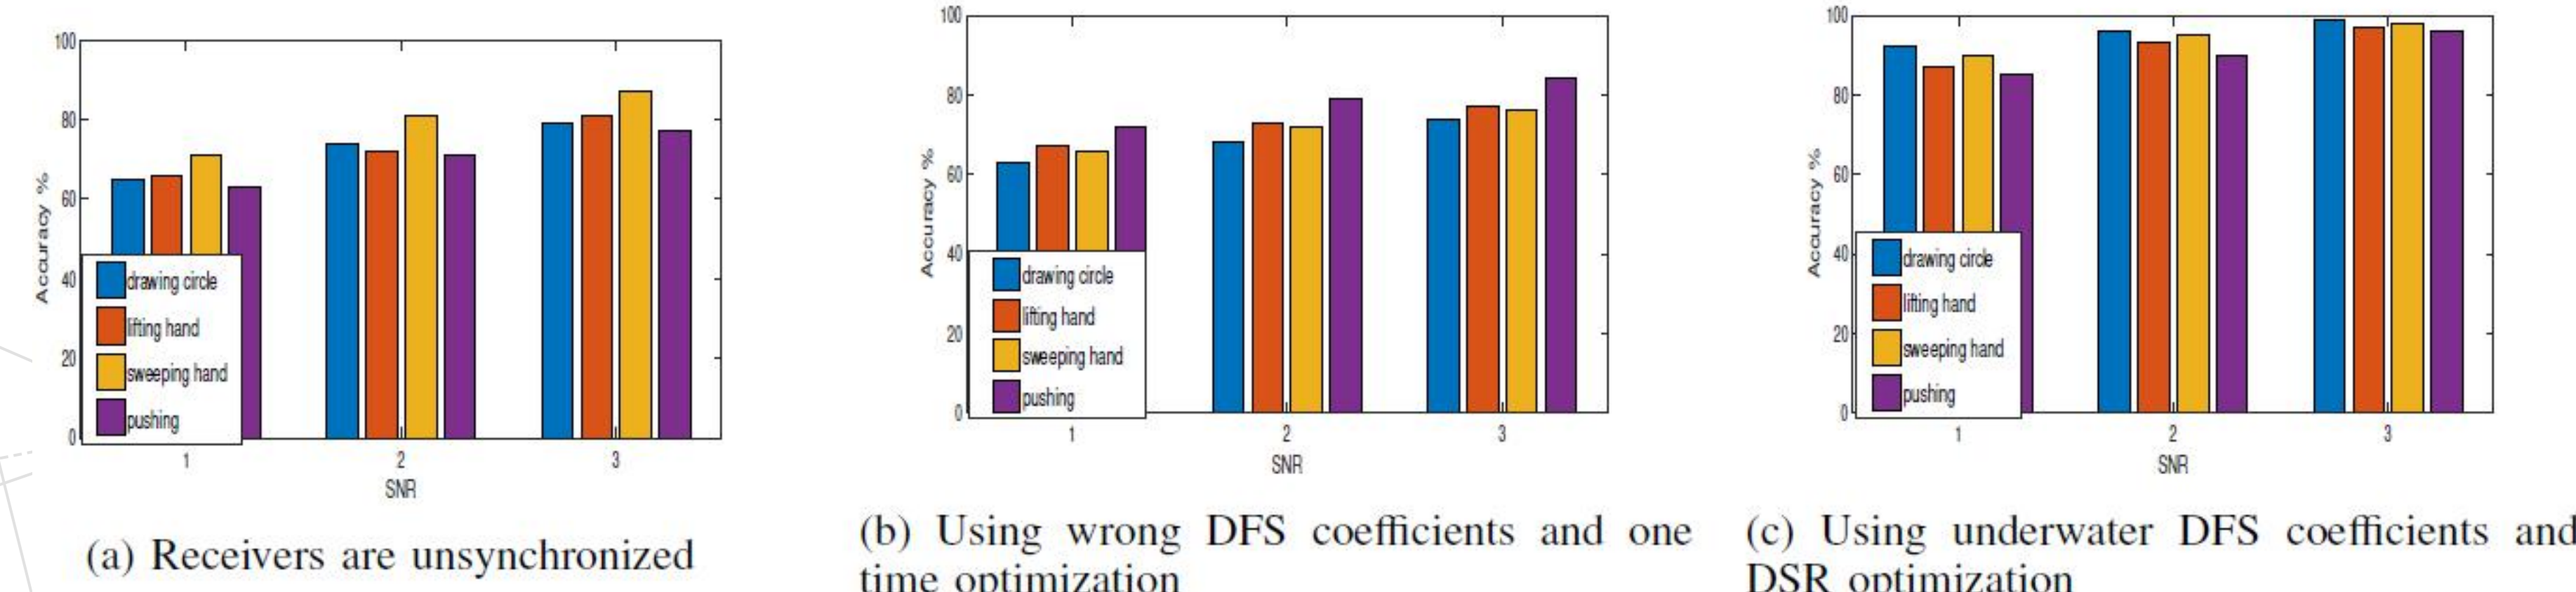 100
80
60
40
20
0
Accuracy %
drawing circle
lifting hand
sweeping hand
pushing
1 2 3
SNR
(a) Receivers are unsynchronized
100
80
60
40
20
0
Accuracy %
drawing circle
lifting hand
sweeping hand
pushing
1 2 3
SNR
(b) Using wrong DFS coefficients and one
time optimization
100
80
60
40
20
0
Accuracy %
drawing circle
lifting hand
sweeping hand
pushing
1 2 3
SNR
(c) Using underwater DFS coefficients and
DSR optimization